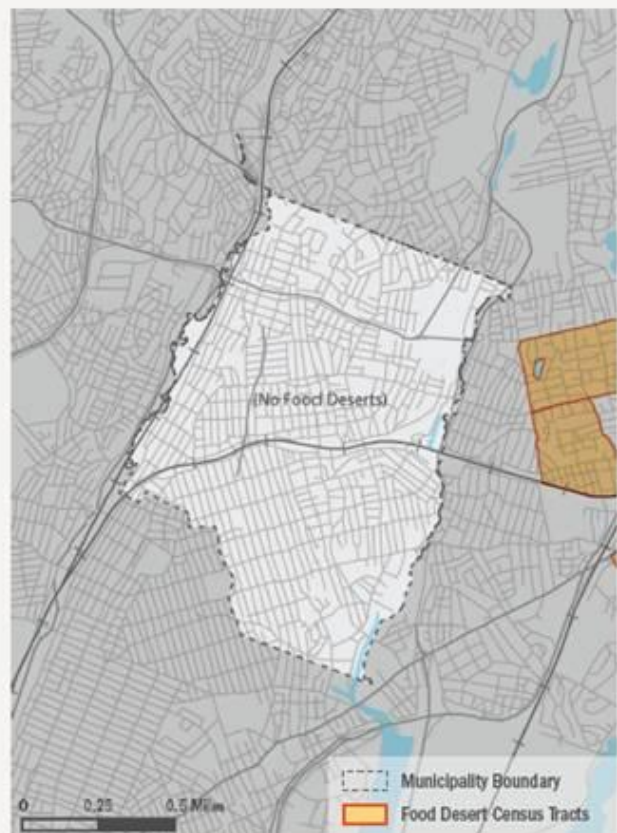 (No Food Deserts)
0 0.25 0.5 Miles
Municipality Boundary
Food Desert Census Tracts